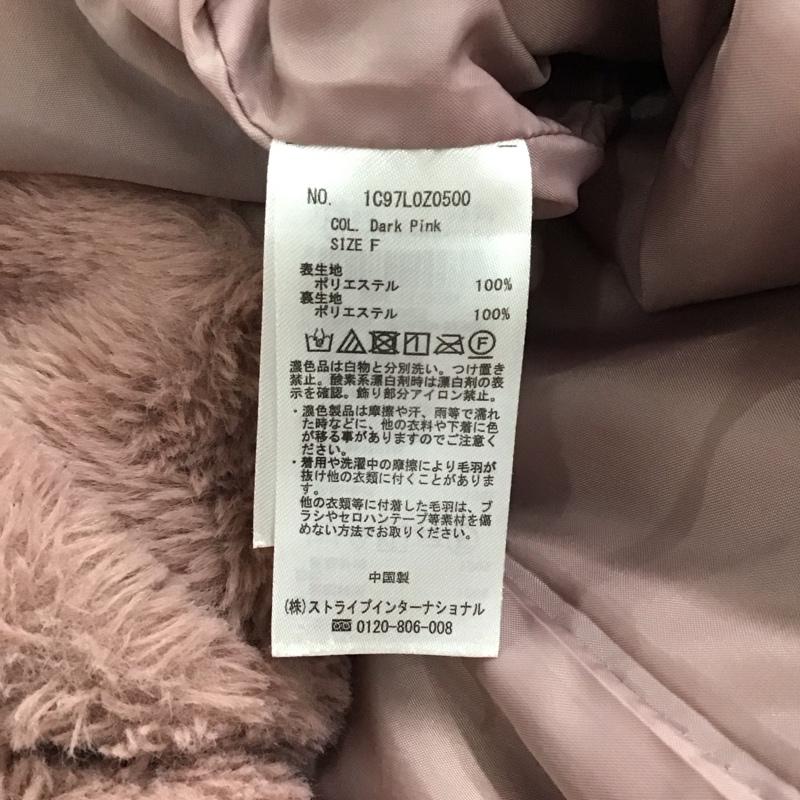 NO. 1C97L0Z0500
COL. Dark Pink
SIZE F
表生地
ポリエステル 100%
裏生地
ポリエステル 100%
F
濃色品は白物と分別洗い。つけ置き
禁止。酸素系漂白剤時は漂白剤の表
示を確認。飾り部分アイロン禁止。
・濃色製品は摩擦や汗、雨等で濡れ
た時などに、他の衣料や下着に色
が移る事がありますのでご注意く
ださい。
・着用や洗濯中の摩擦により毛羽が
抜け他の衣類に付くことがありま
す。
他の衣類等に付着した毛羽は、ブ
ラシやセロハンテープ等素材を傷
めない方法でお取りください。
中国製
(株)ストライプインターナショナル
0120-806-008